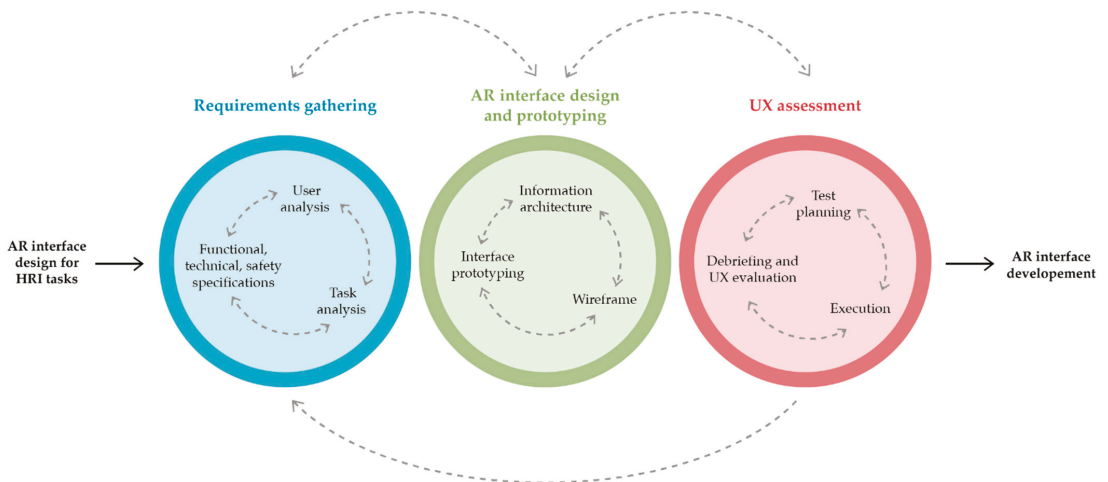 Requirements gathering
AR interface design
and prototyping
UX assessment
AR interface
design for
HRI tasks
User
analysis
Functional,
technical, safety
specifications
Task
analysis
Information
architecture
Interface
prototyping
Wireframe
Test
planning
Debriefing and
UX evaluation
Execution
AR interface
developement